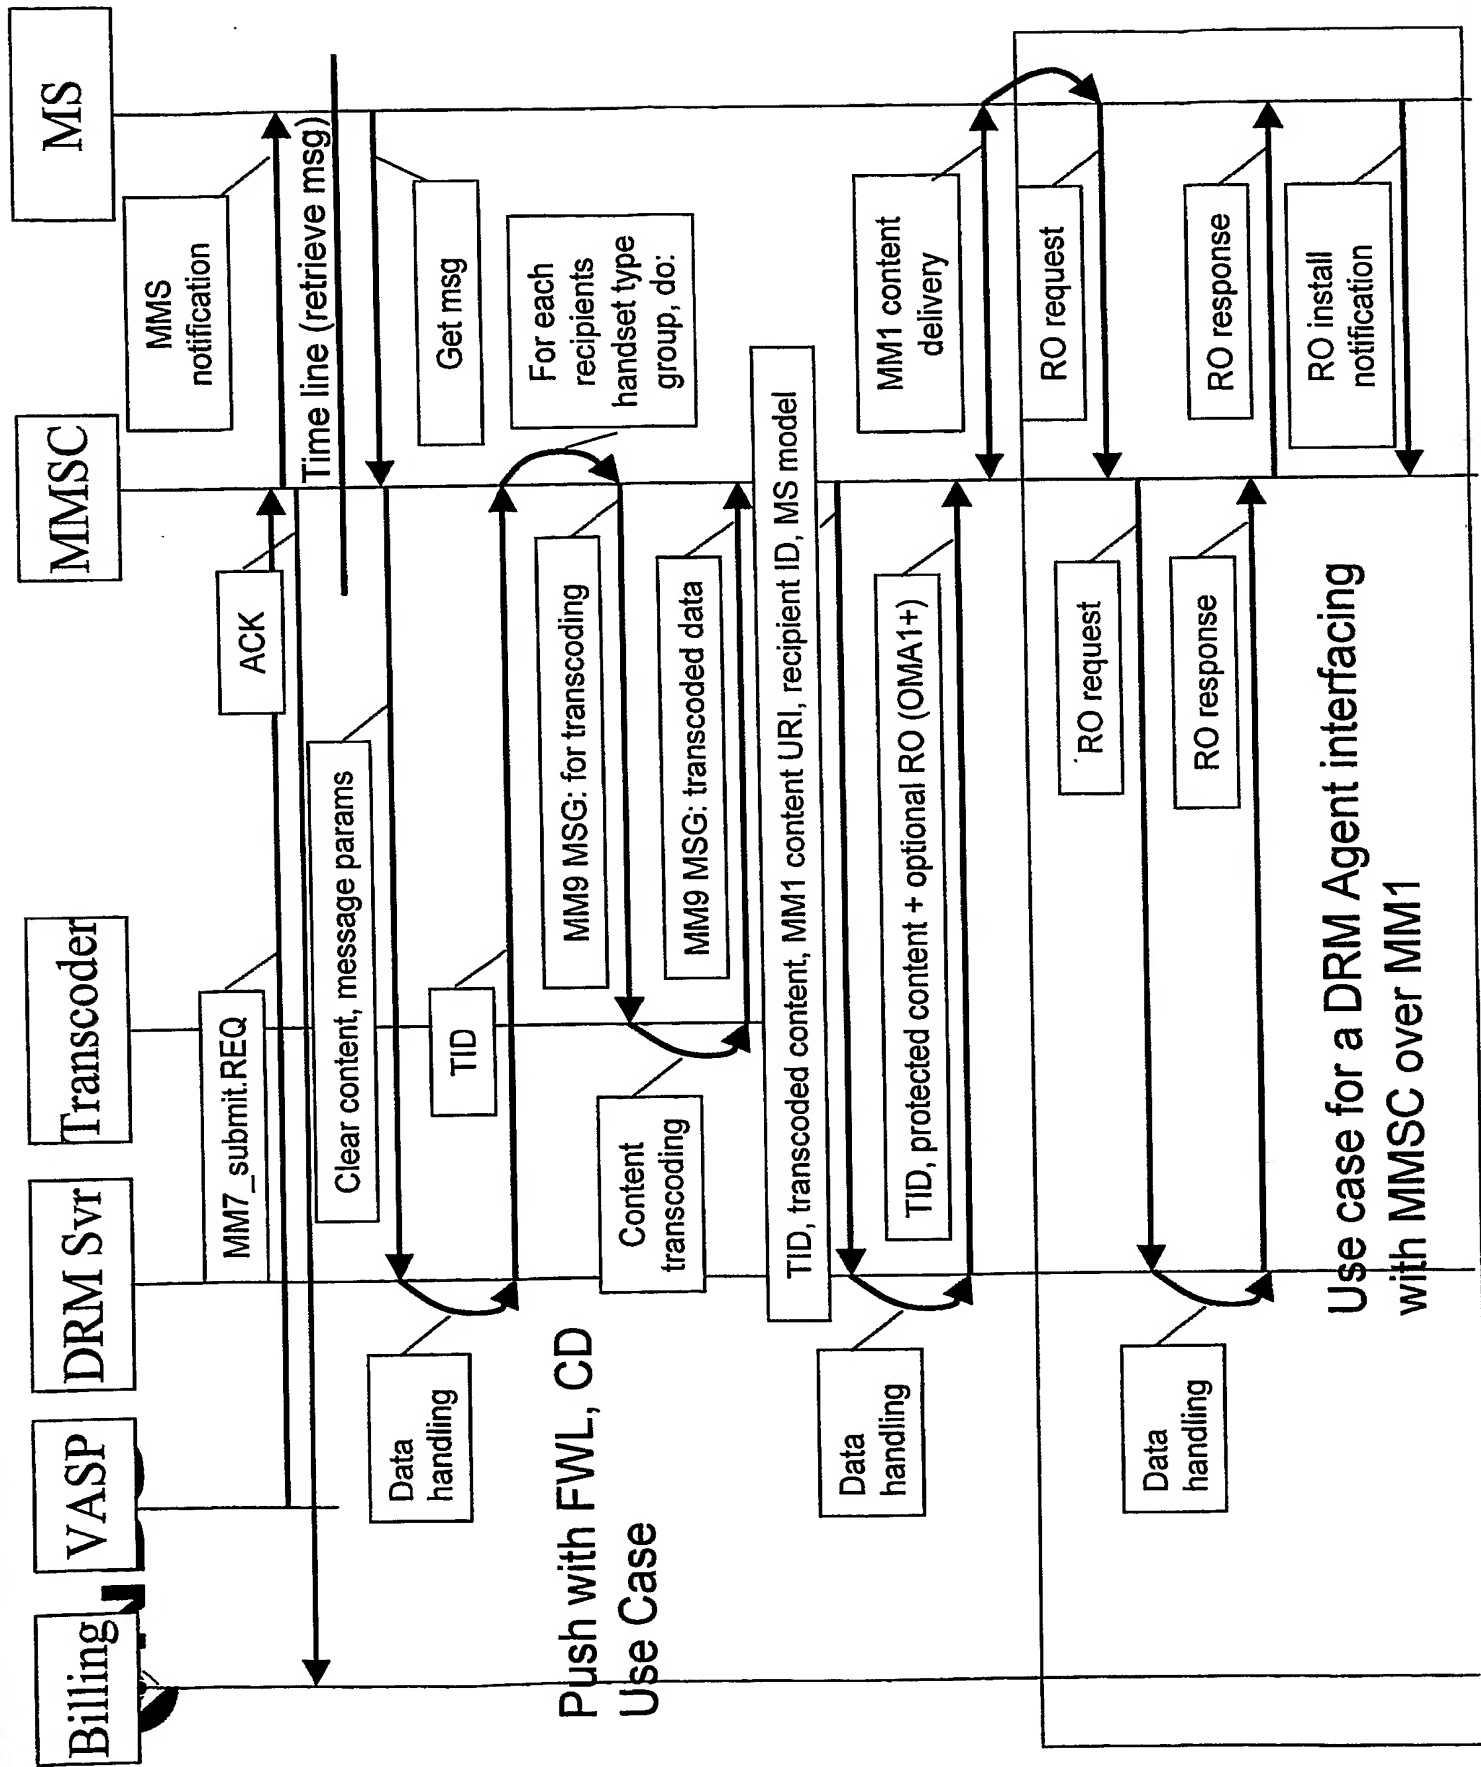 Billing
VASP
DRM Svr
Transcoder
MMSC
MS
MM7_submit.REQ
ACK
MMS
notification
Time line (retrieve msg)
Clear content, message params
Get msg
Data
handling
TID
For each
recipients
handset type
group, do:
Push with FWL, CD
Use Case
MM9 MSG: for transcoding
Content
transcoding
MM9 MSG: transcoded data
TID, transcoded content, MM1 content URI, recipient ID, MS model
Data
handling
TID, protected content + optional RO (OMA1+)
MM1 content
delivery
RO request
RO request
Data
handling
RO response
RO response
RO install
notification
Use case for a DRM Agent interfacing
with MMSC over MM1